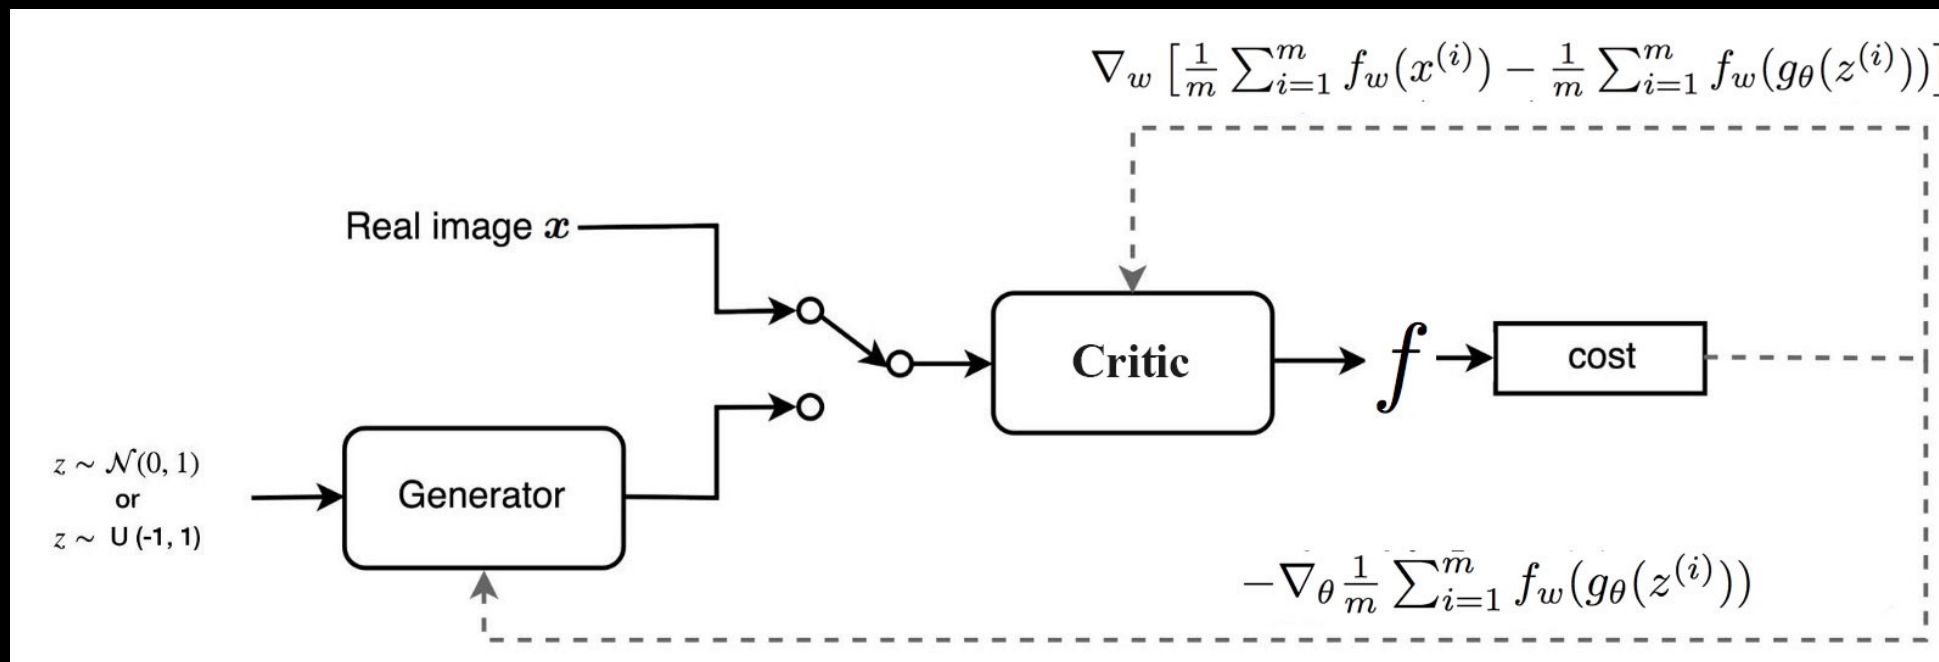 ∇_w [1/m ∑_{i=1}^m f_w(x^{(i)}) − 1/m ∑_{i=1}^m f_w(g_θ(z^{(i)}))]
Real image x
Critic
f
cost
z ∼ 𝒩(0, 1)
or
z ∼ U (-1, 1)
Generator
−∇_θ 1/m ∑_{i=1}^m f_w(g_θ(z^{(i)}))